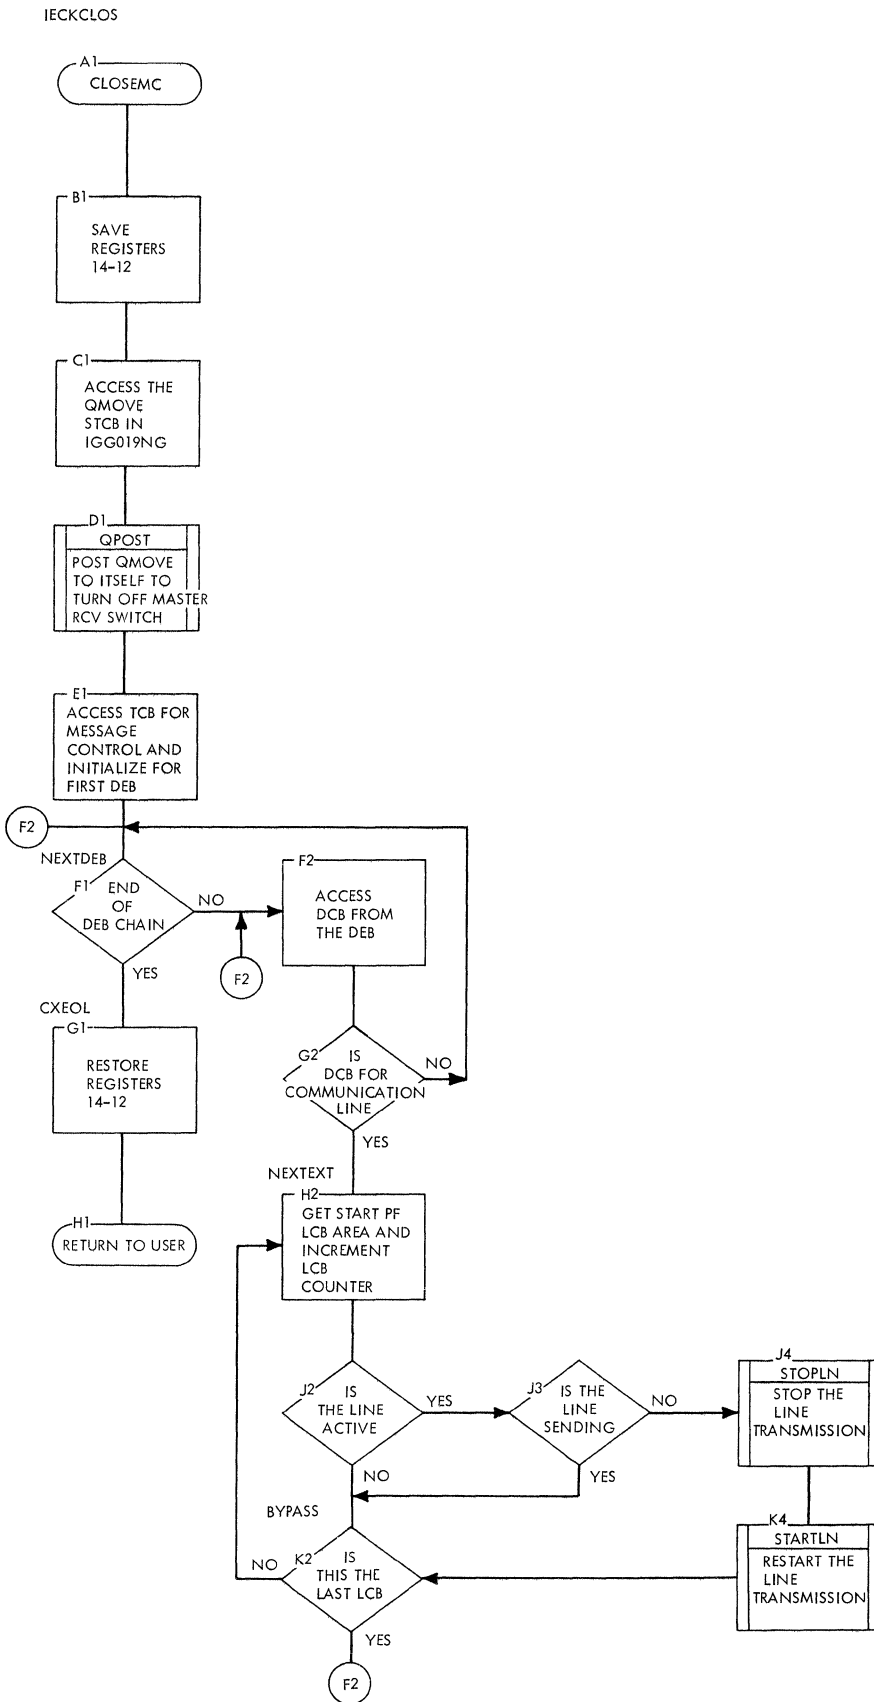 IECKCLOS
A1
CLOSEMC
B1
SAVE
REGISTERS
14-12
C1
ACCESS THE
QMOVE
STCB IN
IGG019NG
D1
QPOST
POST QMOVE
TO ITSELF TO
TURN OFF MASTER
RCV SWITCH
E1
ACCESS TCB FOR
MESSAGE
CONTROL AND
INITIALIZE FOR
FIRST DEB
F2
NEXTDEB
F1
END
OF
DEB CHAIN
NO
YES
F2
ACCESS
DCB FROM
THE DEB
F2
CXEOL
G1
RESTORE
REGISTERS
14-12
G2
IS
DCB FOR
COMMUNICATION
LINE
NO
YES
H1
RETURN TO USER
NEXTEXT
H2
GET START PF
LCB AREA AND
INCREMENT
LCB
COUNTER
J2
IS
THE LINE
ACTIVE
YES
NO
J3
IS THE
LINE
SENDING
NO
YES
J4
STOPLN
STOP THE
LINE
TRANSMISSION
BYPASS
K2
IS
THIS THE
LAST LCB
NO
YES
K4
STARTLN
RESTART THE
LINE
TRANSMISSION
F2